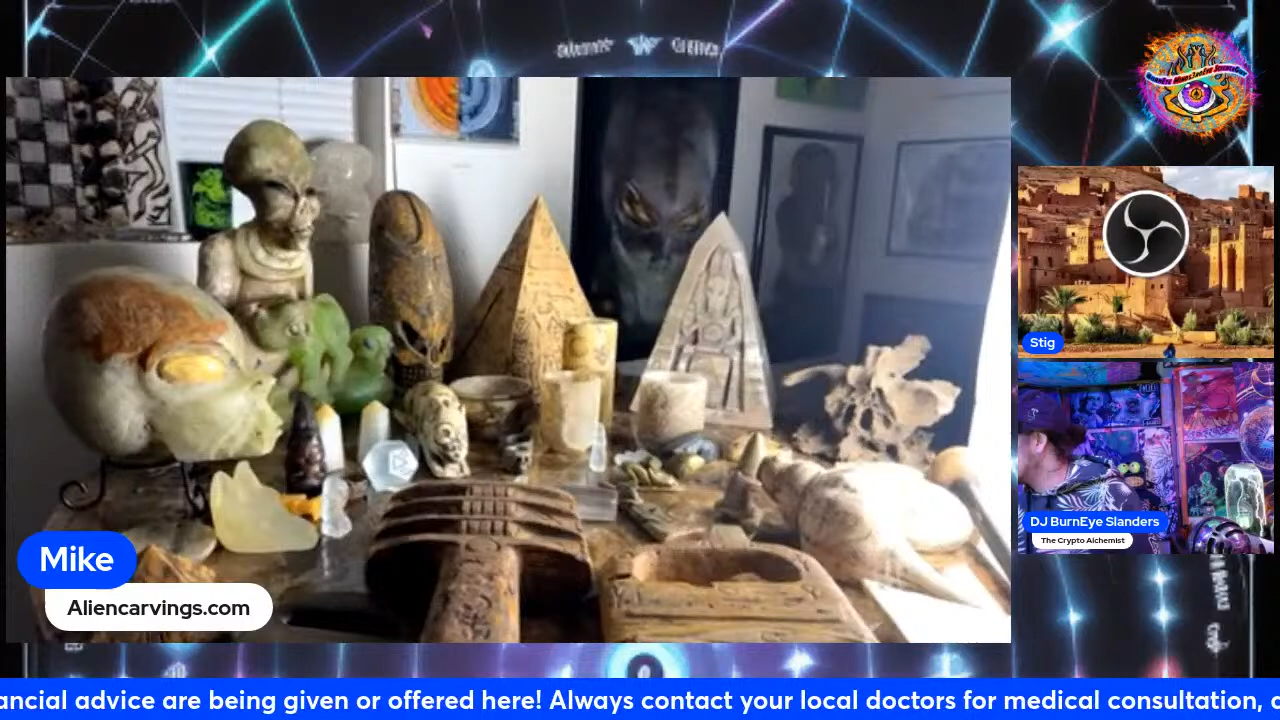 Stig
DJ BurnEye Slanders
The Crypto Alchemist
Mike
Aliencarvings.com
ancial advice are being given or offered here! Always contact your local doctors for medical consultation,